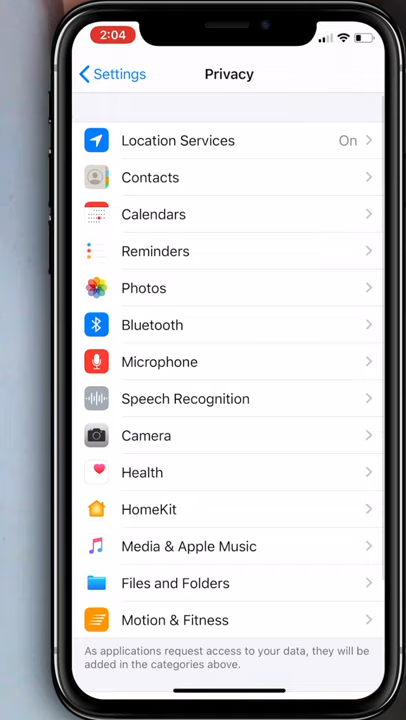 2:04
Settings
Privacy
Location Services
On
Contacts
Calendars
Reminders
Photos
Bluetooth
Microphone
Speech Recognition
Camera
Health
HomeKit
Media & Apple Music
Files and Folders
Motion & Fitness
As applications request access to your data, they will be
added in the categories above.